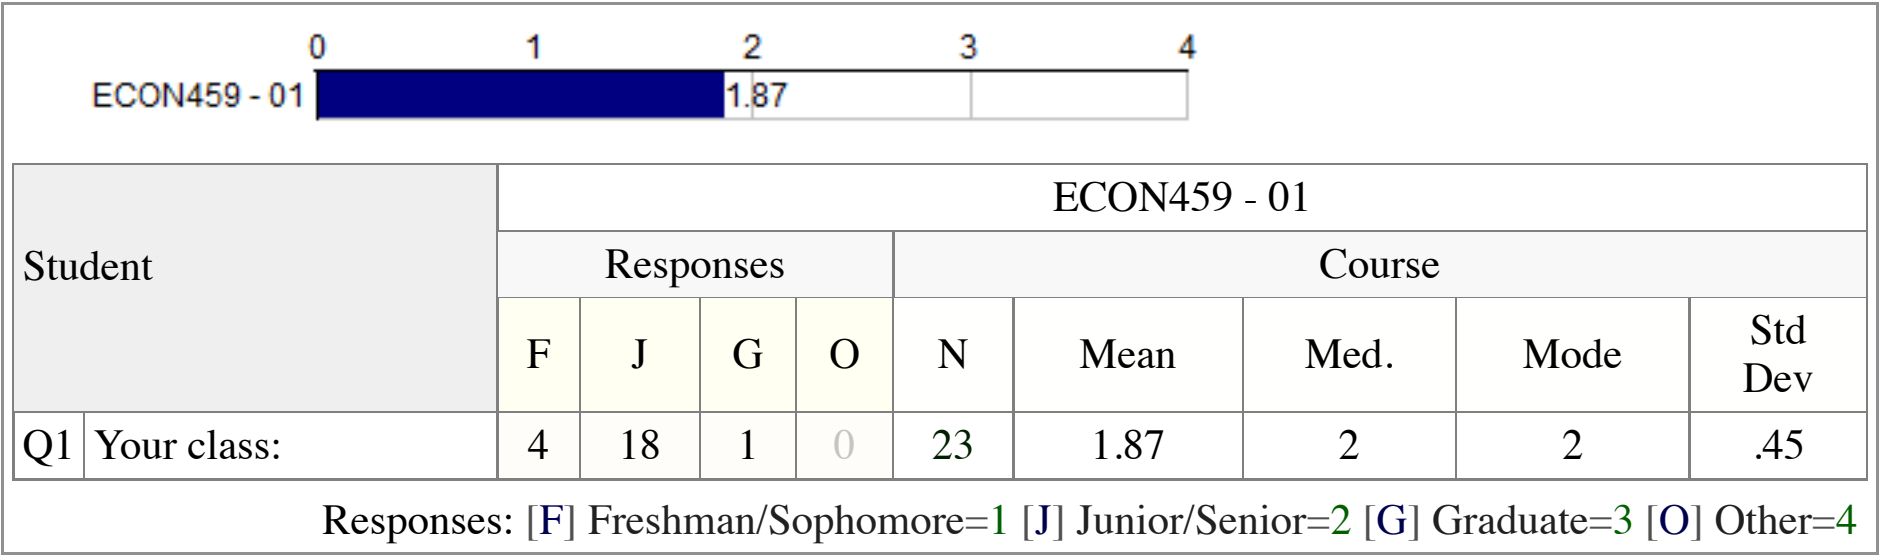 0 1 2 3 4
ECON459 - 01 1.87
ECON459 - 01
Student
Responses Course
F J G O N Mean Med. Mode Std Dev
Q1 Your class: 4 18 1 0 23 1.87 2 2 .45
Responses: [F] Freshman/Sophomore=1 [J] Junior/Senior=2 [G] Graduate=3 [O] Other=4